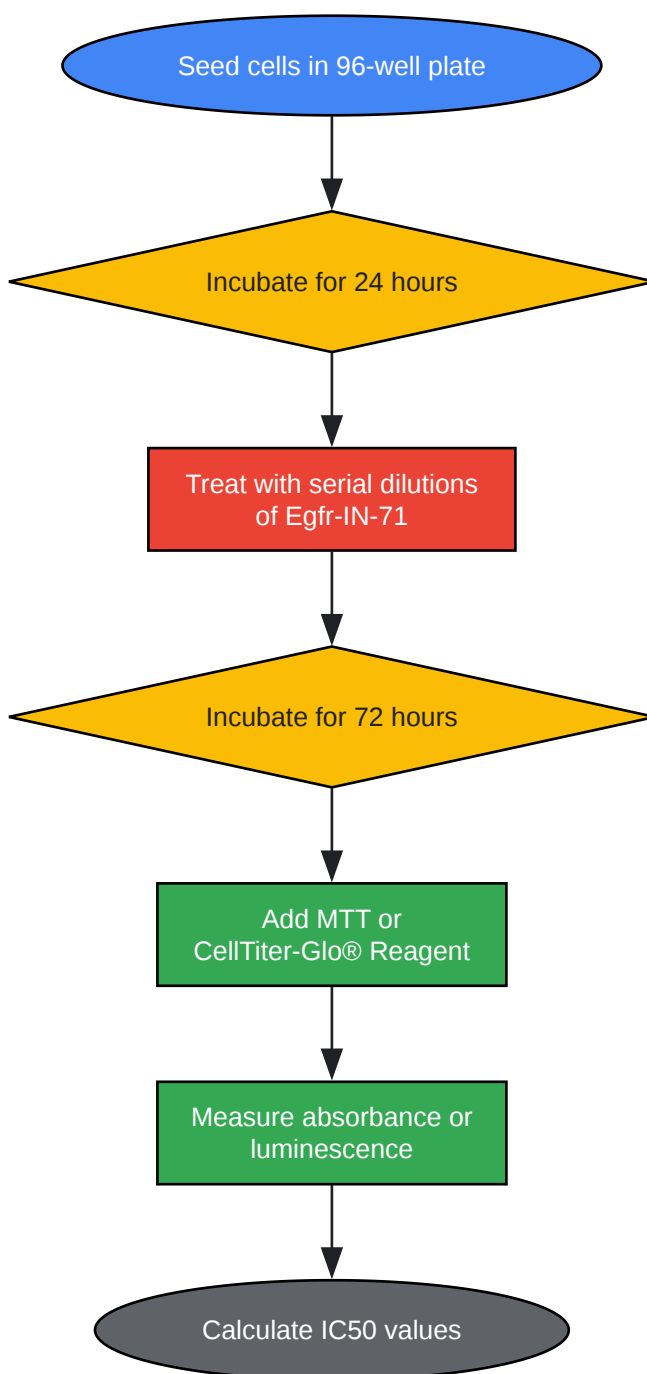 Seed cells in 96-well plate
Incubate for 24 hours
Treat with serial dilutions
of Egfr-IN-71
Incubate for 72 hours
Add MTT or
CellTiter-Glo® Reagent
Measure absorbance or
luminescence
Calculate IC50 values